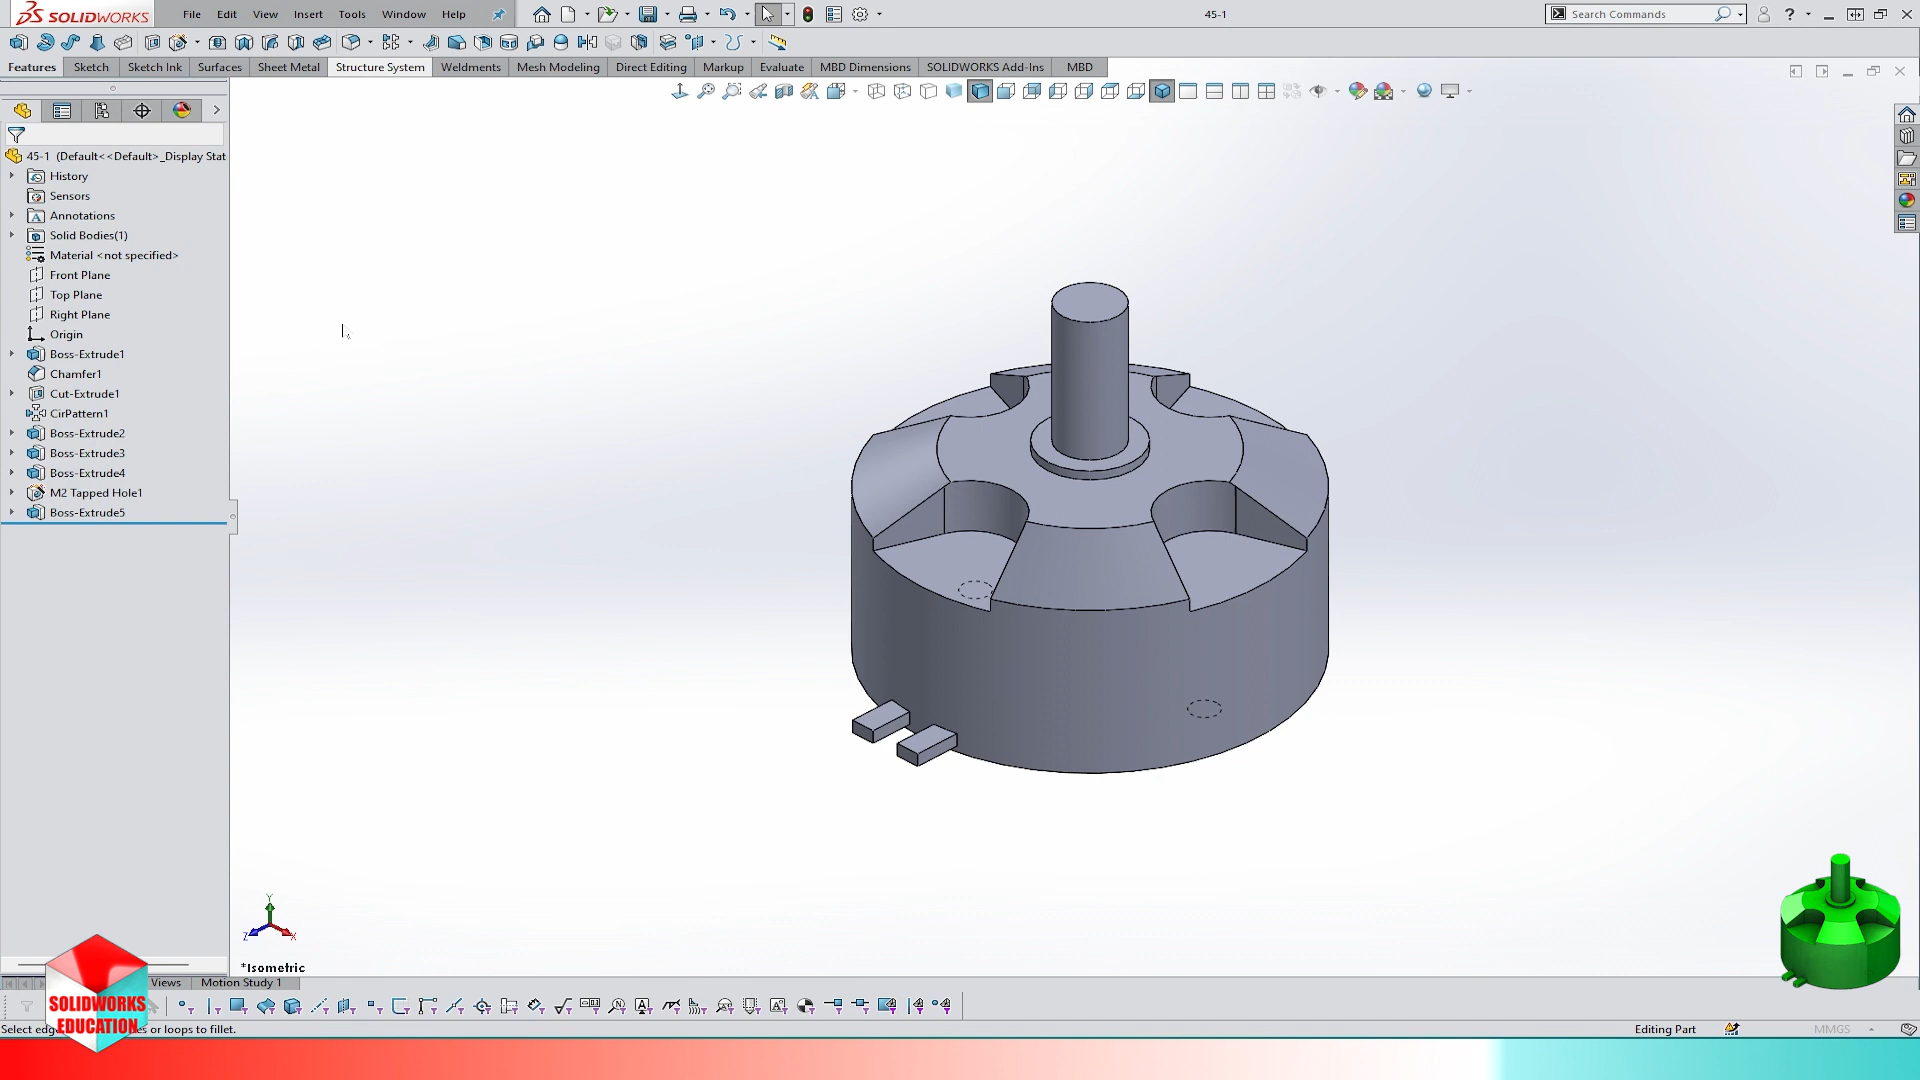 SOLIDWORKS File Edit View Insert Tools Window Help 45-1 Search Commands ?
Features Sketch Sketch Ink Surfaces Sheet Metal Structure System Weldments Mesh Modeling Direct Editing Markup Evaluate MBD Dimensions SOLIDWORKS Add-Ins MBD
45-1 (Default<<Default>_Display Stat
History
Sensors
Annotations
Solid Bodies(1)
Material <not specified>
Front Plane
Top Plane
Right Plane
Origin
Boss-Extrude1
Chamfer1
Cut-Extrude1
CirPattern1
Boss-Extrude2
Boss-Extrude3
Boss-Extrude4
M2 Tapped Hole1
Boss-Extrude5
Y
Z X
*Isometric
Views Motion Study 1
SOLIDWORKS
EDUCATION
Select or loops to fillet. Editing Part MMGS